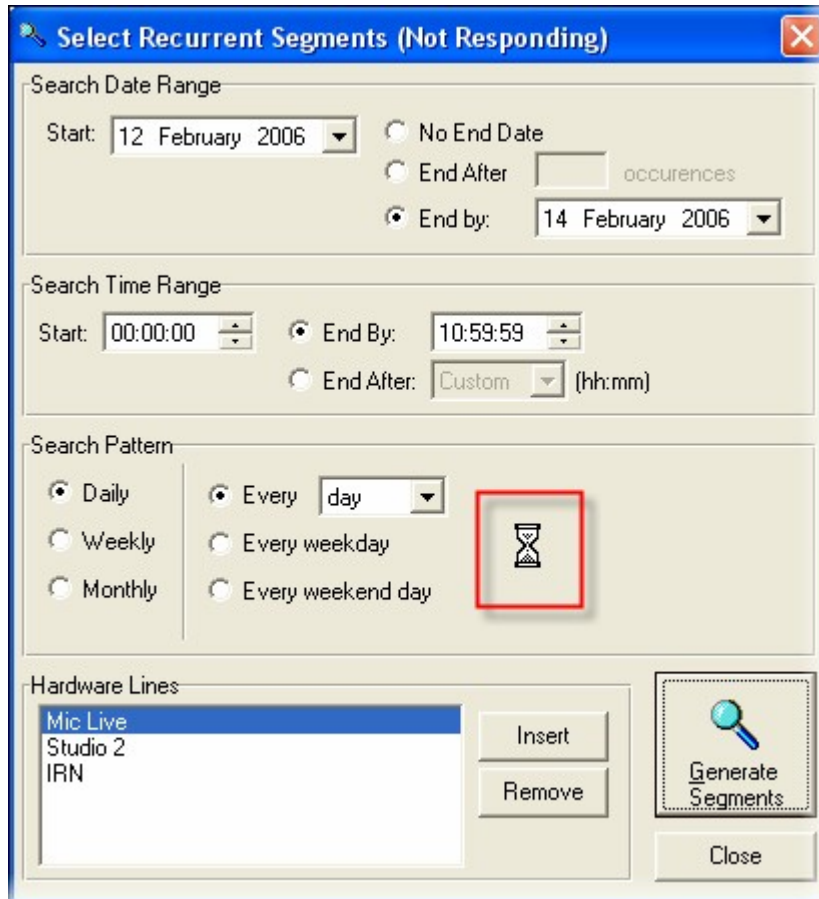 Select Recurrent Segments (Not Responding)
Search Date Range
Start: 12 February 2006
No End Date
End After occurences
End by: 14 February 2006
Search Time Range
Start: 00:00:00 End By: 10:59:59
End After: Custom (hh:mm)
Search Pattern
Daily Every day
Weekly Every weekday
Monthly Every weekend day
Hardware Lines
Mic Live
Studio 2
IRN
Insert
Remove
Generate
Segments
Close